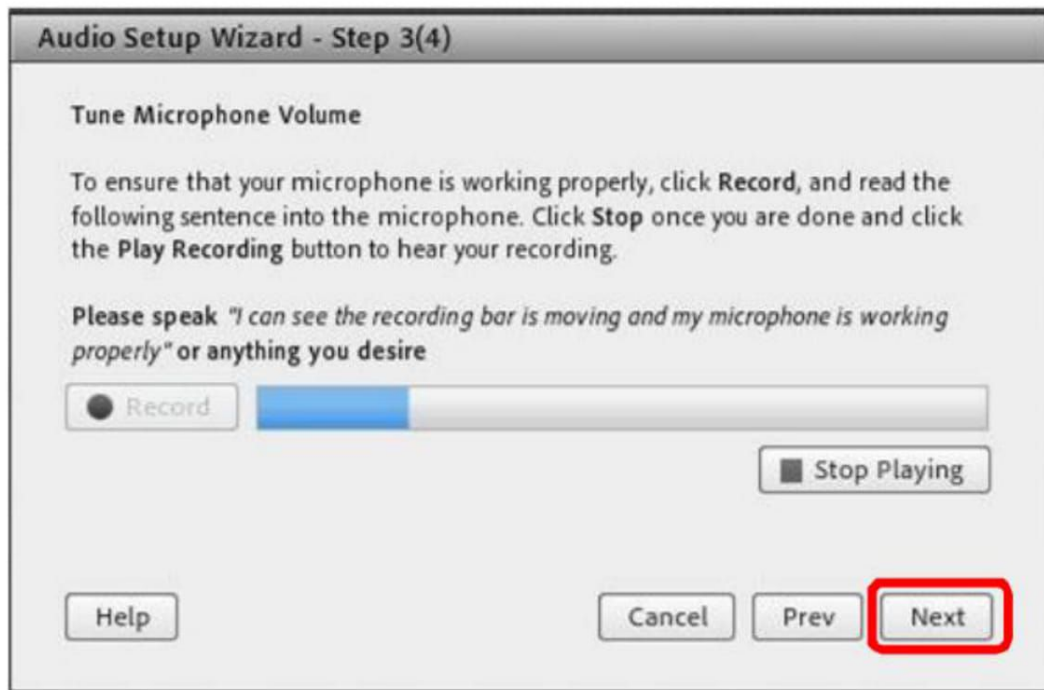 Audio Setup Wizard - Step 3(4)
Tune Microphone Volume
To ensure that your microphone is working properly, click Record, and read the
following sentence into the microphone. Click Stop once you are done and click
the Play Recording button to hear your recording.
Please speak "I can see the recording bar is moving and my microphone is working
properly" or anything you desire
Record
Stop Playing
Help Cancel Prev Next